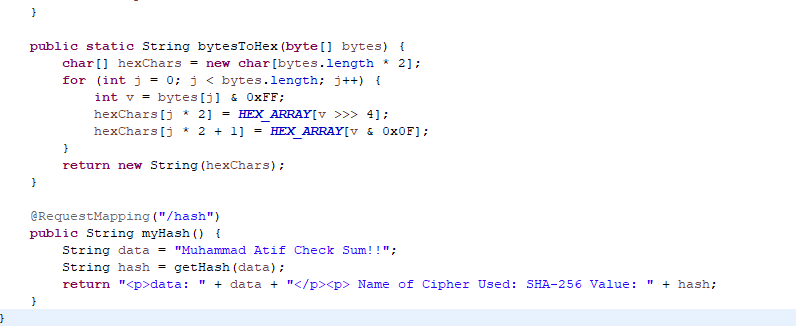 }
public static String bytesToHex(byte[] bytes) {
char[] hexChars = new char[bytes.length * 2];
for (int j = 0; j < bytes.length; j++) {
int v = bytes[j] & 0xFF;
hexChars[j * 2] = HEX_ARRAY[v >>> 4];
hexChars[j * 2 + 1] = HEX_ARRAY[v & 0x0F];
}
return new String(hexChars);
}
@RequestMapping("/hash")
public String myHash() {
String data = "Muhammad Atif Check Sum!!";
String hash = getHash(data);
return "<p>data: " + data + "</p><p> Name of Cipher Used: SHA-256 Value: " + hash;
}
}